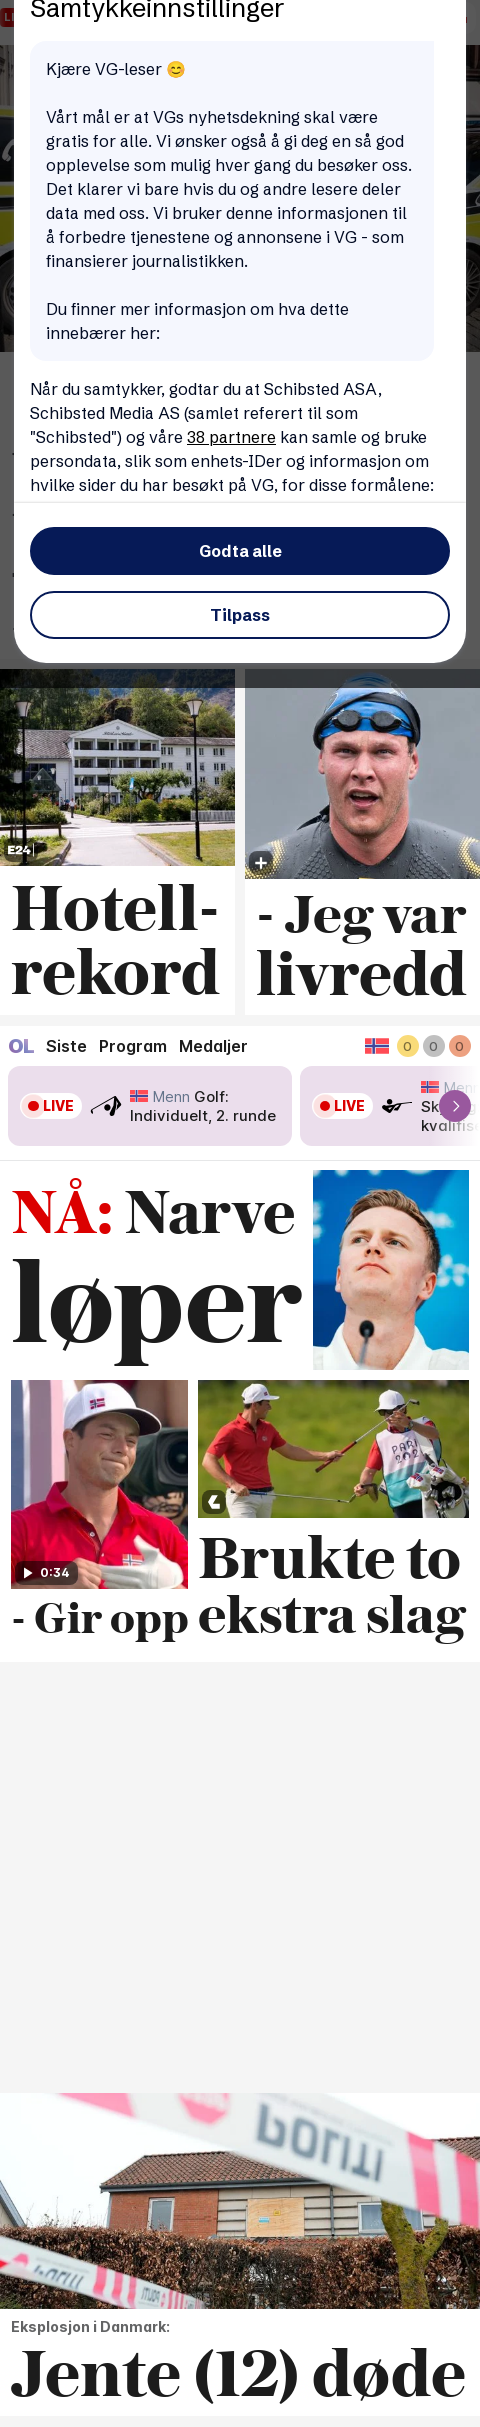 Samtykkeinnstillinger
Kjære VG-leser 😊
Vårt mål er at VGs nyhetsdekning skal være
gratis for alle. Vi ønsker også å gi deg en så god
opplevelse som mulig hver gang du besøker oss.
Det klarer vi bare hvis du og andre lesere deler
data med oss. Vi bruker denne informasjonen til
å forbedre tjenestene og annonsene i VG - som
finansierer journalistikken.
Du finner mer informasjon om hva dette
innebærer her:
Når du samtykker, godtar du at Schibsted ASA,
Schibsted Media AS (samlet referert til som
"Schibsted") og våre 38 partnere kan samle og bruke
persondata, slik som enhets-IDer og informasjon om
hvilke sider du har besøkt på VG, for disse formålene:
Godta alle
Tilpass
E24
Hotell-
rekord
- Jeg var
livredd
OL Siste Program Medaljer 0 0 0
LIVE Menn Golf:
Individuelt, 2. runde
LIVE
NÅ: Narve
løper
PARI
0:34
- Gir opp
Brukte to
ekstra slag
POLITI
Eksplosjon i Danmark:
Jente (12) døde